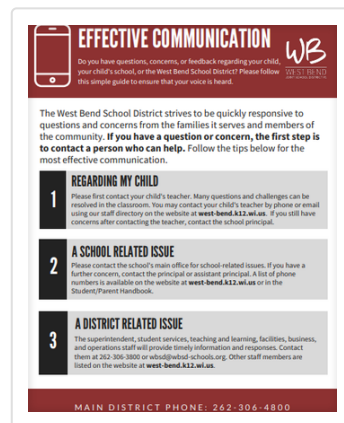 EFFECTIVE COMMUNICATION
Do you have questions, concerns, or feedback regarding your child,
your child's school, or the West Bend School District? Please follow
this simple guide to ensure that your voice is heard.
WB
WEST BEND
SCHOOL DISTRICT
The West Bend School District strives to be quickly responsive to
questions and concerns from the families it serves and members of
the community. If you have a question or concern, the first step is
to contact a person who can help. Follow the tips below for the
most effective communication.
1
REGARDING MY CHILD
Please first contact your child's teacher. Many questions and challenges can be
resolved in the classroom. You may contact your child's teacher by phone or email
using our staff directory on the website at west-bend.k12.wi.us. If you still have
concerns after contacting the teacher, contact the school principal.
2
A SCHOOL RELATED ISSUE
Please contact the school's main office for school-related issues. If you have a
further concern, contact the principal or assistant principal. A list of phone
numbers is available on the website at west-bend.k12.wi.us or in the
Student/Parent Handbook.
3
A DISTRICT RELATED ISSUE
The superintendent, student services, teaching and learning, facilities, business,
and operations staff will provide timely information and responses. Contact
them at 262-306-3800 or wbsd@wbsd-schools.org. Other staff members are
listed on the website at west-bend.k12.wi.us.
MAIN DISTRICT PHONE: 262-306-4800